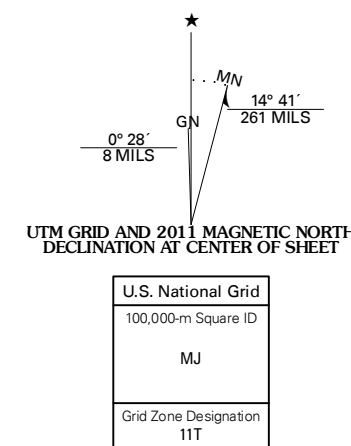 ★
MN
GN
14° 41´
261 MILS
0° 28´
8 MILS
UTM GRID AND 2011 MAGNETIC NORTH
DECLINATION AT CENTER OF SHEET
U.S. National Grid
100,000-m Square ID
MJ
Grid Zone Designation
11T